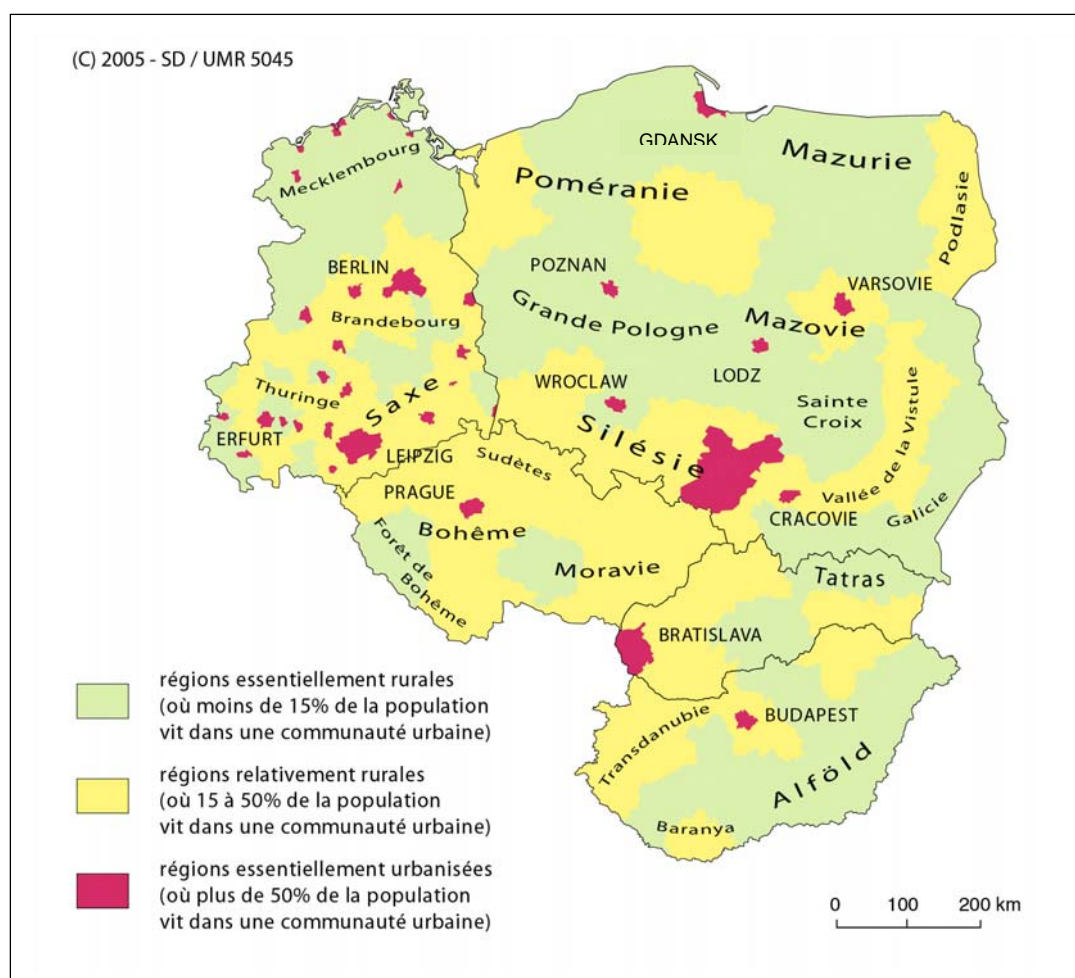 (C) 2005 - SD / UMR 5045
GDANSK
Mazurie
Mecklembourg
Poméranie
Podlasie
BERLIN
POZNAN
VARSOVIE
Brandebourg
Grande Pologne
Mazovie
Thuringe
Saxe
WROCLAW
LODZ
Sainte
Croix
Vallée de la Vistule
ERFURT
LEIPZIG
Silésie
Sudètes
PRAGUE
CRACOVIE
Galicie
Bohême
Forêt de
Bohême
Moravie
Tatras
BRATISLAVA
Transdanubie
BUDAPEST
Alföld
Baranya
régions essentiellement rurales
(où moins de 15% de la population
vit dans une communauté urbaine)
régions relativement rurales
(où 15 à 50% de la population
vit dans une communauté urbaine)
régions essentiellement urbanisées
(où plus de 50% de la population
vit dans une communauté urbaine)
0 100 200 km